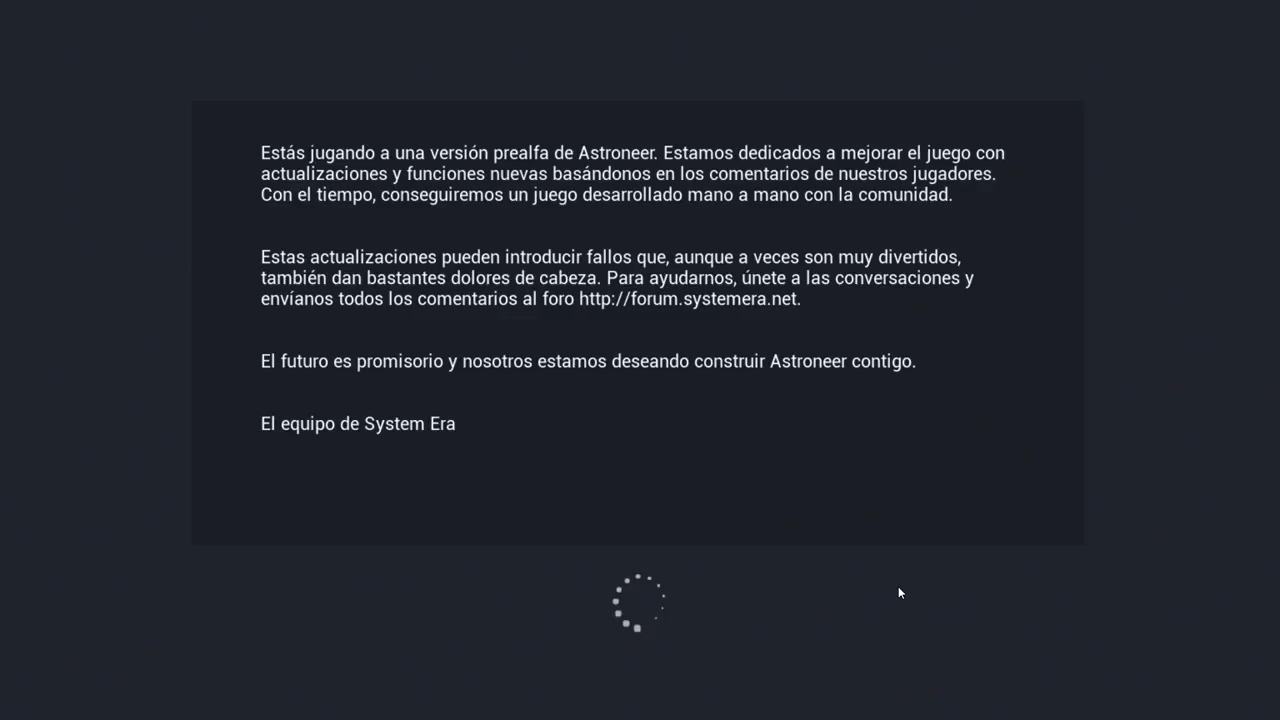 Estás jugando a una versión prealfa de Astroneer. Estamos dedicados a mejorar el juego con
actualizaciones y funciones nuevas basándonos en los comentarios de nuestros jugadores.
Con el tiempo, conseguiremos un juego desarrollado mano a mano con la comunidad.
Estas actualizaciones pueden introducir fallos que, aunque a veces son muy divertidos,
también dan bastantes dolores de cabeza. Para ayudarnos, únete a las conversaciones y
envíanos todos los comentarios al foro http://forum.systemera.net.
El futuro es promisorio y nosotros estamos deseando construir Astroneer contigo.
El equipo de System Era